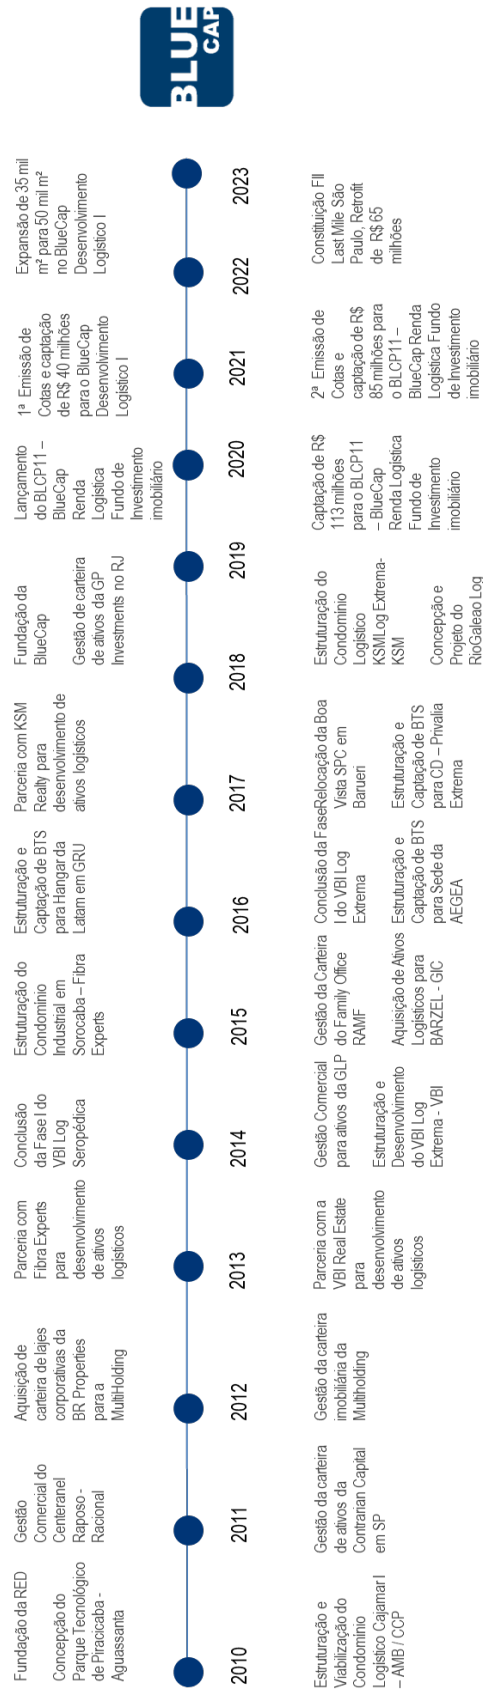 Fundação da RED
Concepção do
Parque Tecnológico
de Piracicaba -
Aguassanta
Gestão
Comercial do
Centeranel
Raposo -
Racional
Aquisição de
carteira de lajes
corporativas da
BR Properties
para a
MultiHolding
Parceria com
Fibra Experts
para
desenvolvimento
de ativos
logísticos
Conclusão
da Fase I do
VBI Log
Seropédica
Estruturação do
Condomínio
Industrial em
Sorocaba – Fibra
Experts
Estruturação e
Captação de BTS
para Hangar da
Latam em GRU
Parceria com KSM
Realty para
desenvolvimento de
ativos logísticos
Fundação da
BlueCap
Gestão de carteira
de ativos da GP
Investments no RJ
Lançamento
do BLCP11 –
BlueCap
Renda
Logística
Fundo de
Investimento
imobiliário
1ª Emissão de
Cotas e captação
de R$ 40 milhões
para o BlueCap
Desenvolvimento
Logístico I
Expansão de 35 mil
m² para 50 mil m²
no BlueCap
Desenvolvimento
Logístico I
BLUE
CAP
2010
2011
2012
2013
2014
2015
2016
2017
2018
2019
2020
2021
2022
2023
Estruturação e
Viabilização do
Condomínio
Logístico Cajamar I
– AMB / CCP
Gestão da carteira
de ativos da
Contrarian Capital
em SP
Gestão da carteira
imobiliária da
Multiholding
Parceria com a
VBI Real Estate
para
desenvolvimento
de ativos
logísticos
Gestão Comercial
para ativos da GLP
Estruturação e
Desenvolvimento
do VBI Log
Extrema - VBI
Gestão da Carteira
do Family Office
RAMF
Aquisição de Ativos
Logísticos para
BARZEL - GIC
Conclusão da Fase
I do VBI Log
Extrema
Estruturação e
Captação de BTS
para Sede da
AEGEA
Relocação da Boa
Vista SPC em
Barueri
Estruturação e
Captação de BTS
para CD – Privalia
Extrema
Estruturação do
Condomínio
Logístico
KSMLog Extrema-
KSM
Concepção e
Projeto do
RioGaleao Log
Captação de R$
113 milhões
para o BLCP11
– BlueCap
Renda Logística
Fundo de
Investimento
imobiliário
2ª Emissão de
Cotas e
captação de R$
85 milhões para
o BLCP11 –
BlueCap Renda
Logística Fundo
de Investimento
imobiliário
Constituição FII
Last Mile São
Paulo, Retrofit
de R$ 65
milhões